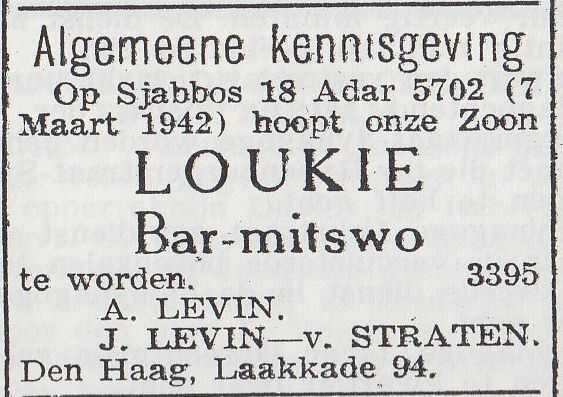 Algemeene kennisgeving
Op Sjabbos 18 Adar 5702 (7
Maart 1942) hoopt onze Zoon
LOUKIE
Bar-mitswo
te worden. 3395
A. LEVIN.
J. LEVIN—v. STRATEN.
Den Haag, Laakkade 94.